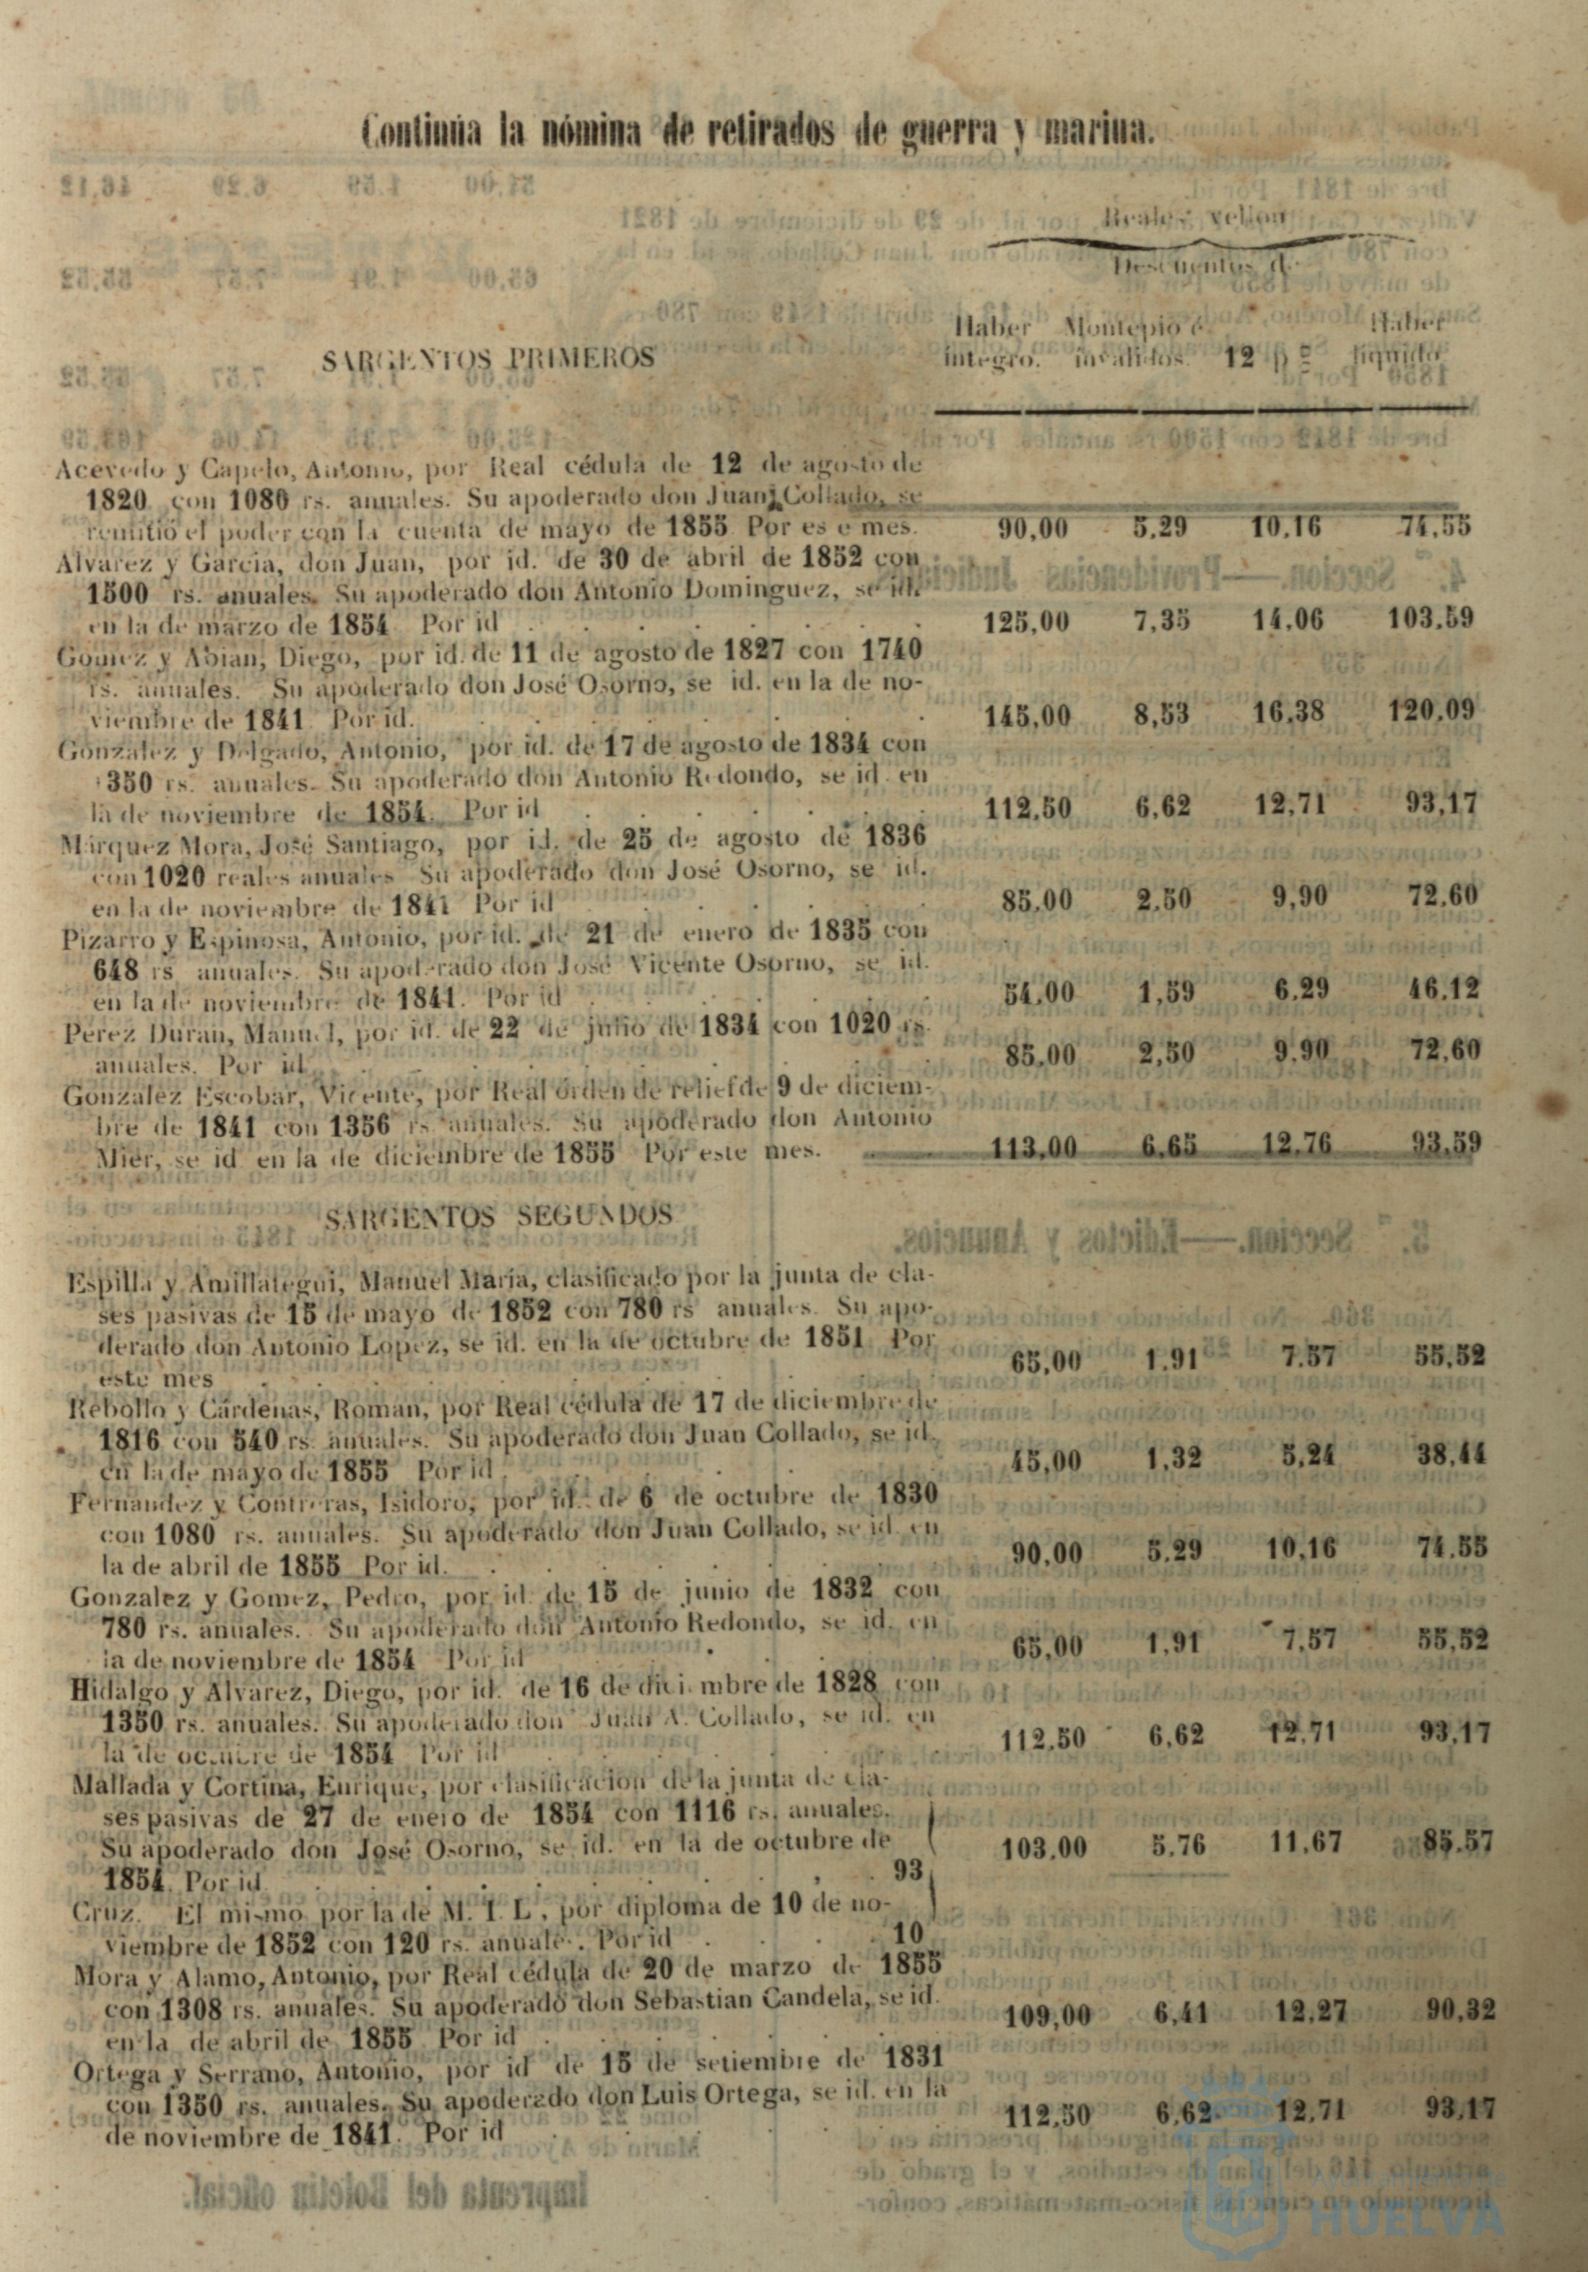 Continúa la nómina de retirados de guerra y marina.
Reales vellon
Descuentos de
Haber Montepio é Haber
integro. inválidos. 12 p º líquido
SARGENTOS PRIMEROS
Acevedo y Capelo, Antonio, por Real cédula de 12 de agosto de
1820 con 1080 rs. anuales. Su apoderado don Juan Collado, se
remitió el poder con la cuenta de mayo de 1855 Por es e mes. 90,00 5,29 10,16 74,55
Alvarez y Garcia, don Juan, por id. de 30 de abril de 1852 con
1500 rs. anuales. Su apoderado don Antonio Dominguez, se id.
en la de marzo de 1854 Por id . . . . . . 125,00 7,35 14,06 103,59
Gomez y Abian, Diego, por id. de 11 de agosto de 1827 con 1740
rs. anuales. Su apoderado don José Osorno, se id. en la de no-
viembre de 1841 Por id. . . . . . . 145,00 8,53 16,38 120,09
Gonzalez y Delgado, Antonio, por id. de 17 de agosto de 1834 con
1350 rs. anuales. Su apoderado don Antonio Redondo, se id en
la de noviembre de 1854. Por id . . . . . 112,50 6,62 12,71 93,17
Márquez Mora, José Santiago, por id. de 25 de agosto de 1836
con 1020 reales anuales Su apoderado don José Osorno, se id.
en la de noviembre de 1841 Por id . . . . . 85,00 2,50 9,90 72,60
Pizarro y Espinosa, Antonio, por id. de 21 de enero de 1835 con
648 rs anuales. Su apoderado don José Vicente Osorno, se id.
en la de noviembre de 1841. Por id . . . . . 54,00 1,59 6,29 46,12
Perez Duran, Manuel, por id. de 22 de julio de 1834 con 1020 rs.
anuales. Por id . . . . . . . . 85,00 2,50 9,90 72,60
Gonzalez Escobar, Vicente, por Real órden de relief de 9 de diciem-
bre de 1841 con 1356 rs. anuales. Su apoderado don Antonio
Mier, se id en la de diciembre de 1855 Por este mes. 113,00 6,65 12,76 93,59
SARGENTOS SEGUNDOS
Espilla y Amillategui, Manuel María, clasificado por la junta de cla-
ses pasivas de 15 de mayo de 1852 con 780 rs anuales. Su apo-
derado don Antonio Lopez, se id. en la de octubre de 1851 Por
este mes . . . . . . . . . 65,00 1,91 7,57 55,52
Rebollo y Cárdenas, Roman, por Real cédula de 17 de diciembre de
1816 con 540 rs. anuales. Su apoderado don Juan Collado, se id.
en la de mayo de 1855 Por id . . . . . . 45,00 1,32 5,24 38,44
Fernandez y Contreras, Isidoro, por id. de 6 de octubre de 1830
con 1080 rs. anuales. Su apoderado don Juan Collado, se id. en
la de abril de 1855 Por id. . . . . . . 90,00 5,29 10,16 74,55
Gonzalez y Gomez, Pedro, por id. de 15 de junio de 1832 con
780 rs. anuales. Su apoderado don Antonio Redondo, se id. en
la de noviembre de 1854 Por id . . . . . 65,00 1,91 7,57 55,52
Hidalgo y Alvarez, Diego, por id. de 16 de diciembre de 1828 con
1350 rs. anuales. Su apoderado don Juan A. Collado, se id. en
la de octubre de 1854 Por id . . . . . 112,50 6,62 12,71 93,17
Mallada y Cortina, Enrique, por clasificacion de la junta de cla-
ses pasivas de 27 de enero de 1854 con 1116 rs. anuales.
Su apoderado don José Osorno, se id. en la de octubre de 103,00 5,76 11,67 85,57
1854. Por id . . . . . . . . 93
Cruz. El mismo por la de M. I. L., por diploma de 10 de no-
viembre de 1852 con 120 rs. anuales. Por id . . . 10
Mora y Alamo, Antonio, por Real cédula de 20 de marzo de 1855
con 1308 rs. anuales. Su apoderado don Sebastian Candela, se id.
en la de abril de 1855 Por id . . . . . 109,00 6,41 12,27 90,32
Ortega y Serrano, Antonio, por id de 15 de setiembre de 1831
con 1350 rs. anuales. Su apoderado don Luis Ortega, se id. en la
de noviembre de 1841. Por id . . . . . 112,50 6,62 12,71 93,17
HUELVA